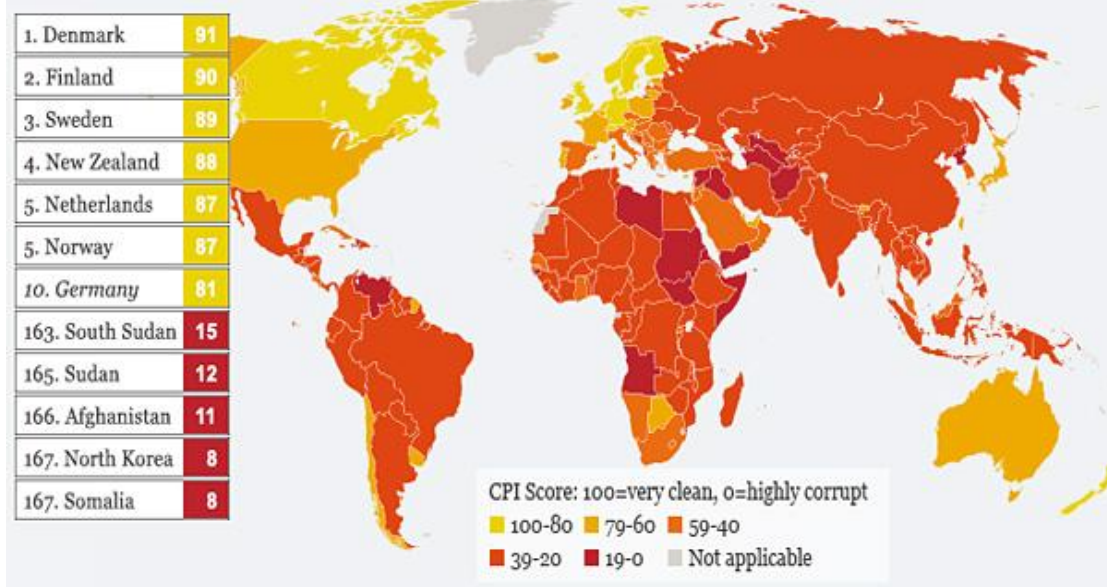 1. Denmark 91
2. Finland 90
3. Sweden 89
4. New Zealand 88
5. Netherlands 87
5. Norway 87
10. Germany 81
163. South Sudan 15
165. Sudan 12
166. Afghanistan 11
167. North Korea 8
167. Somalia 8
CPI Score: 100=very clean, 0=highly corrupt
100-80 79-60 59-40
39-20 19-0 Not applicable